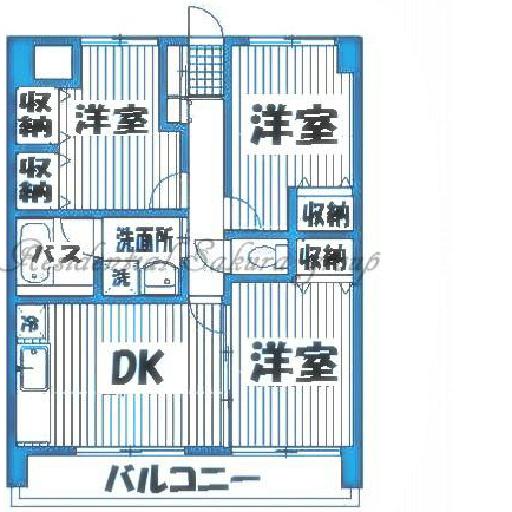 収納
洋室
洋室
収納
収納
バス
洗面所
収納
洗
Residential Sakura group
冷
DK
洋室
バルコニー